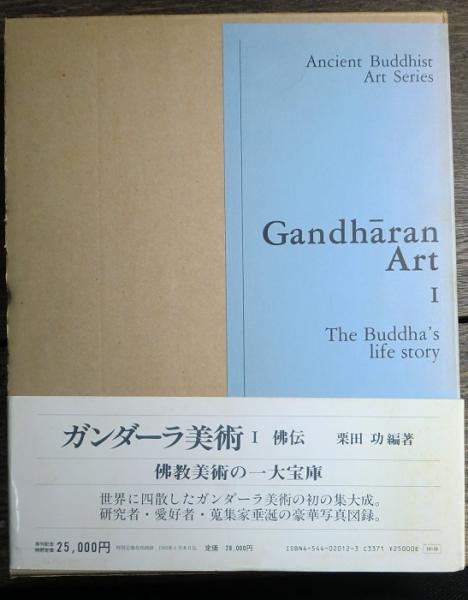 Ancient Buddhist
Art Series
Gandhāran
Art
I
The Buddha's
life story
ガンダーラ美術 I 佛伝 栗田 功 編著
佛教美術の一大宝庫
世界に四散したガンダーラ美術の初の集大成。
研究者・愛好者・蒐集家垂涎の豪華写真図録。
25,000円 定価 28,000円 ISBN4-544-02012-3 C3371 ¥25000E